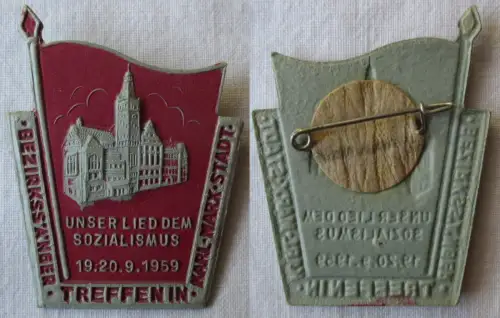 BEZIRKSSÄNGER
TREFFEN IN
KARL-MARX-STADT
UNSER LIED DEM
SOZIALISMUS
19.20.9.1959